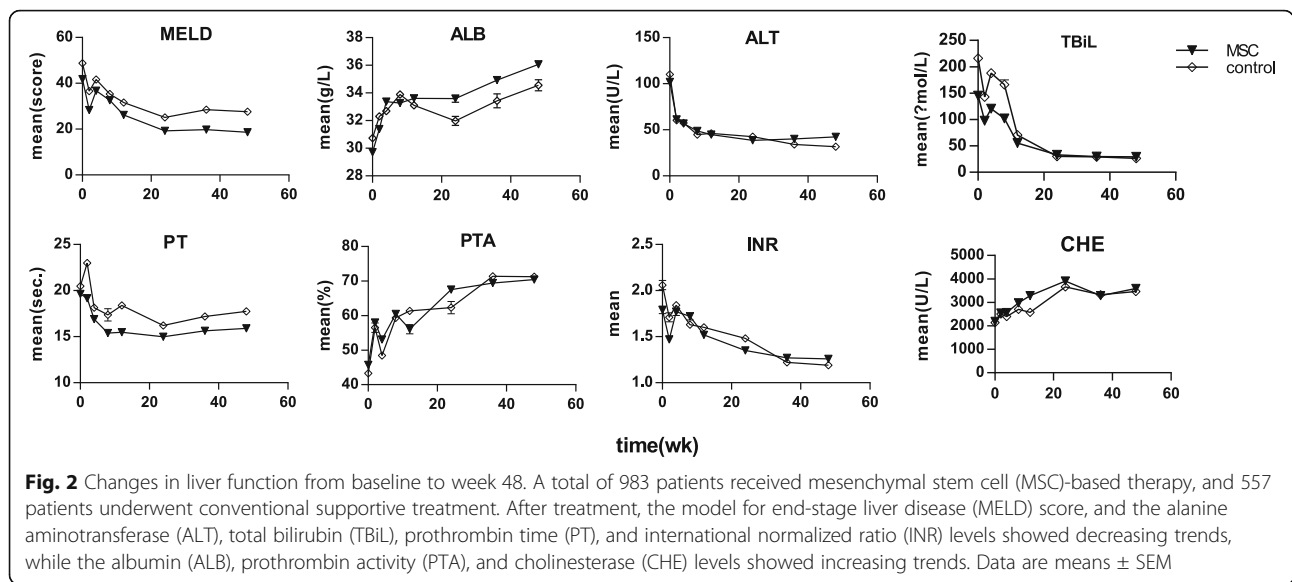 MELD
mean(score)
60
40
20
0
0 20 40 60
ALB
mean(g/L)
38
36
34
32
30
28
0 20 40 60
ALT
mean(U/L)
150
100
50
0
0 20 40 60
TBiL
mean(?mol/L)
250
200
150
100
50
0
0 20 40 60
MSC
control
PT
mean(sec.)
25
20
15
10
0 20 40 60
PTA
mean(%)
80
70
60
50
40
0 20 40 60
INR
mean
2.5
2.0
1.5
1.0
0 20 40 60
CHE
mean(U/L)
5000
4000
3000
2000
1000
0
0 20 40 60
time(wk)
Fig. 2 Changes in liver function from baseline to week 48. A total of 983 patients received mesenchymal stem cell (MSC)-based therapy, and 557
patients underwent conventional supportive treatment. After treatment, the model for end-stage liver disease (MELD) score, and the alanine
aminotransferase (ALT), total bilirubin (TBiL), prothrombin time (PT), and international normalized ratio (INR) levels showed decreasing trends,
while the albumin (ALB), prothrombin activity (PTA), and cholinesterase (CHE) levels showed increasing trends. Data are means ± SEM